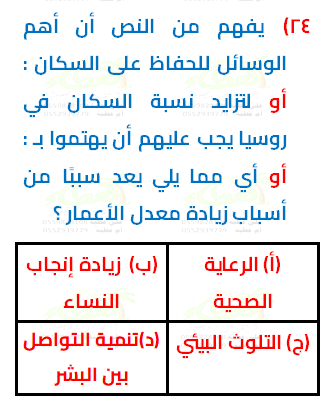 ٢٤) يفهم من النص أن أهم
الوسائل للحفاظ على السكان :
أو لتزايد نسبة السكان في
روسيا يجب عليهم أن يهتموا بـ :
أو أي مما يلي يعد سببًا من
أسباب زيادة معدل الأعمار ؟
(أ) الرعاية
الصحية
(ب) زيادة إنجاب
النساء
(ج) التلوث البيئي
(د)تنمية التواصل
بين البشر